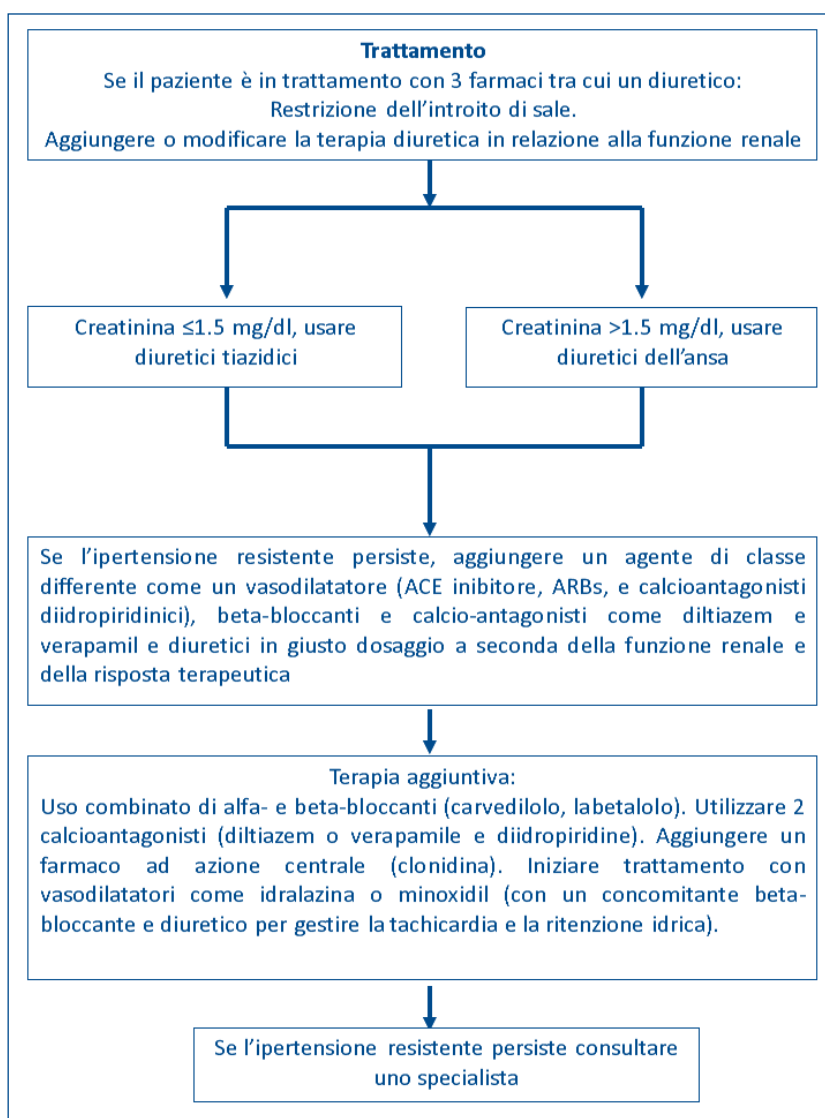 Trattamento
Se il paziente è in trattamento con 3 farmaci tra cui un diuretico:
Restrizione dell'introito di sale.
Aggiungere o modificare la terapia diuretica in relazione alla funzione renale
Creatinina ≤1.5 mg/dl, usare
diuretici tiazidici
Creatinina >1.5 mg/dl, usare
diuretici dell'ansa
Se l'ipertensione resistente persiste, aggiungere un agente di classe
differente come un vasodilatatore (ACE inibitore, ARBs, e calcioantagonisti
diidropiridinici), beta-bloccanti e calcio-antagonisti come diltiazem e
verapamil e diuretici in giusto dosaggio a seconda della funzione renale e
della risposta terapeutica
Terapia aggiuntiva:
Uso combinato di alfa- e beta-bloccanti (carvedilolo, labetalolo). Utilizzare 2
calcioantagonisti (diltiazem o verapamile e diidropiridine). Aggiungere un
farmaco ad azione centrale (clonidina). Iniziare trattamento con
vasodilatatori come idralazina o minoxidil (con un concomitante beta-
bloccante e diuretico per gestire la tachicardia e la ritenzione idrica).
Se l'ipertensione resistente persiste consultare
uno specialista